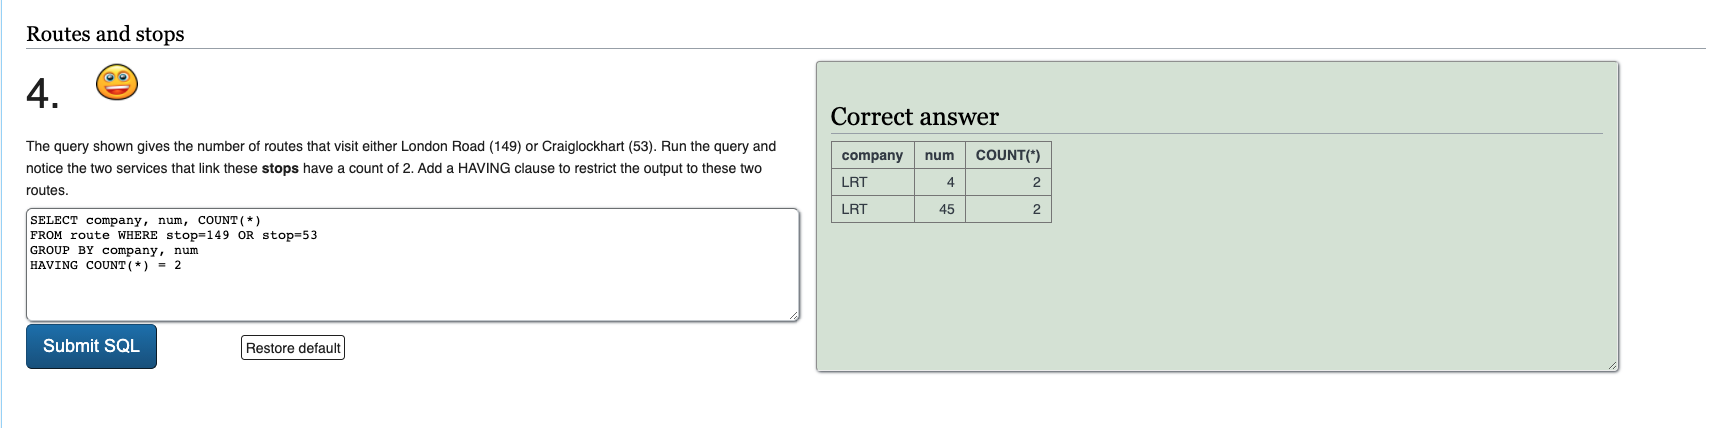 Routes and stops
4.
The query shown gives the number of routes that visit either London Road (149) or Craiglockhart (53). Run the query and
notice the two services that link these stops have a count of 2. Add a HAVING clause to restrict the output to these two
routes.
SELECT company, num, COUNT(*)
FROM route WHERE stop=149 OR stop=53
GROUP BY company, num
HAVING COUNT(*) = 2
Submit SQL
Restore default
Correct answer
company num COUNT(*)
LRT 4 2
LRT 45 2